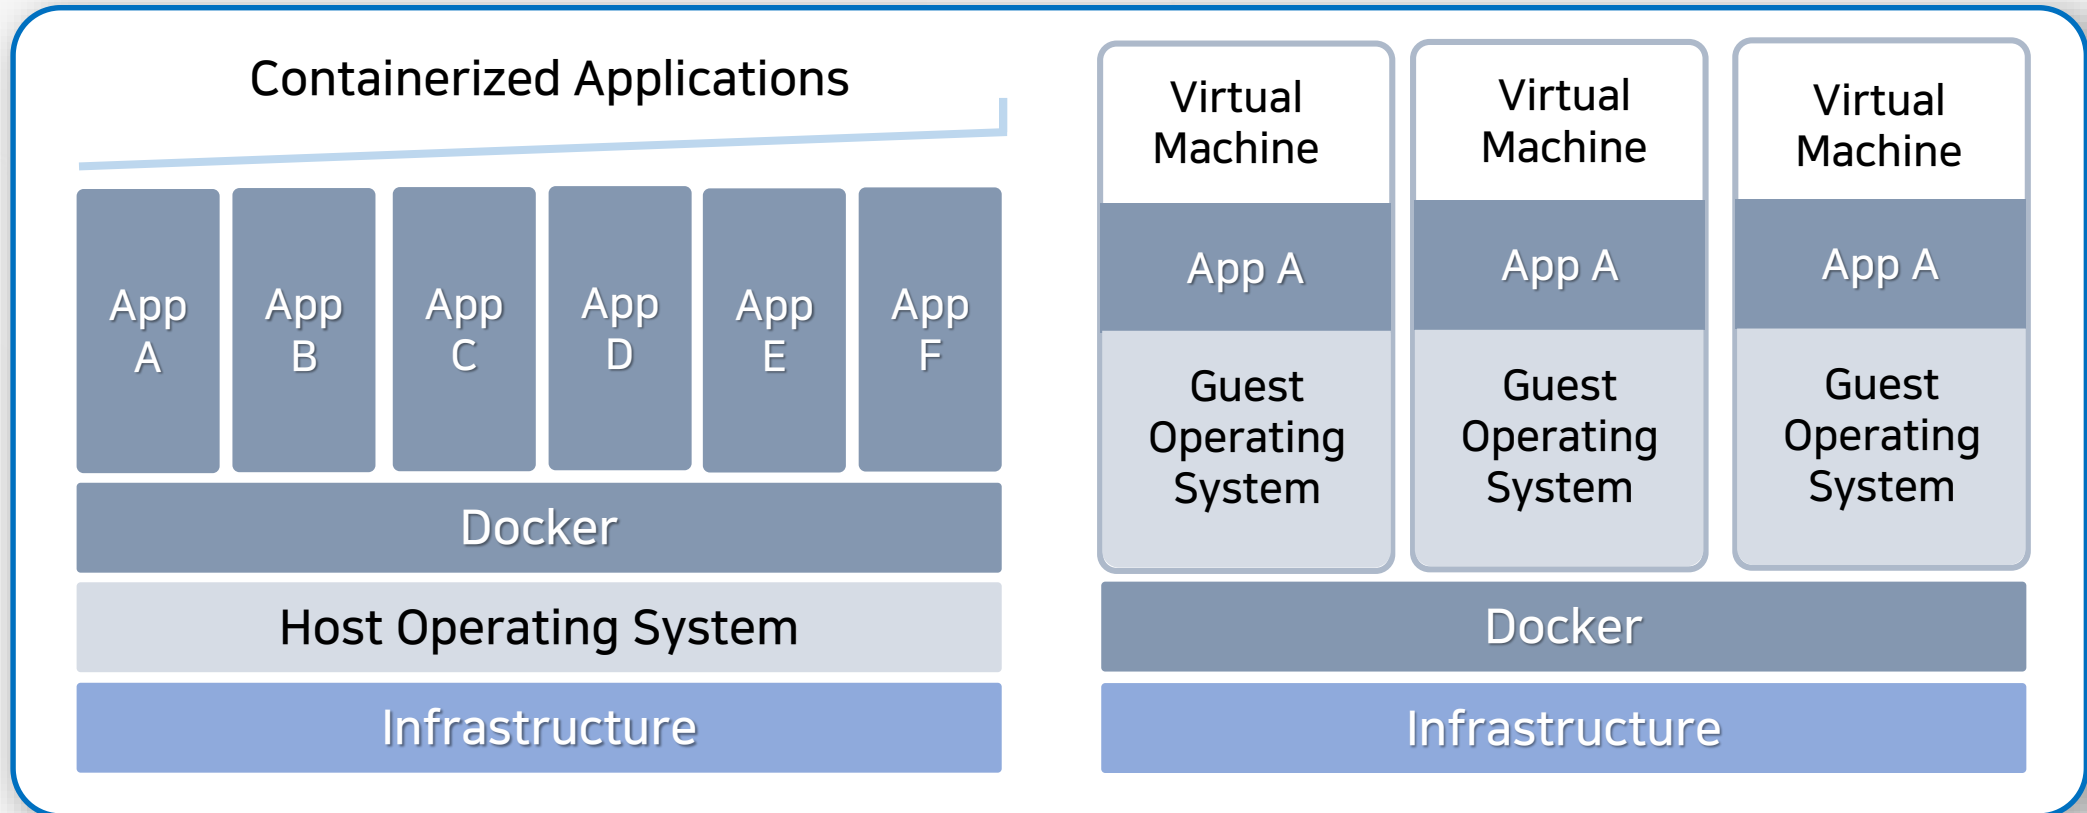 Containerized Applications
App
A
App
B
App
C
App
D
App
E
App
F
Docker
Host Operating System
Infrastructure
Virtual
Machine
App A
Guest
Operating
System
Virtual
Machine
App A
Guest
Operating
System
Virtual
Machine
App A
Guest
Operating
System
Docker
Infrastructure